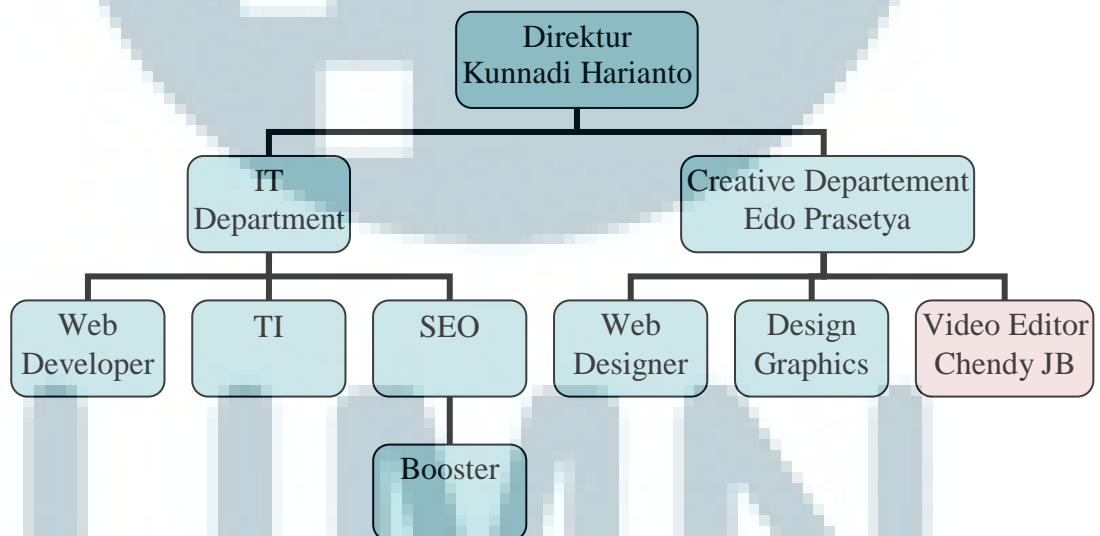 Direktur
Kunnadi Harianto
IT
Department
Creative Departement
Edo Prasetya
Web
Developer
TI
SEO
Web
Designer
Design
Graphics
Video Editor
Chendy JB
Booster
UMN